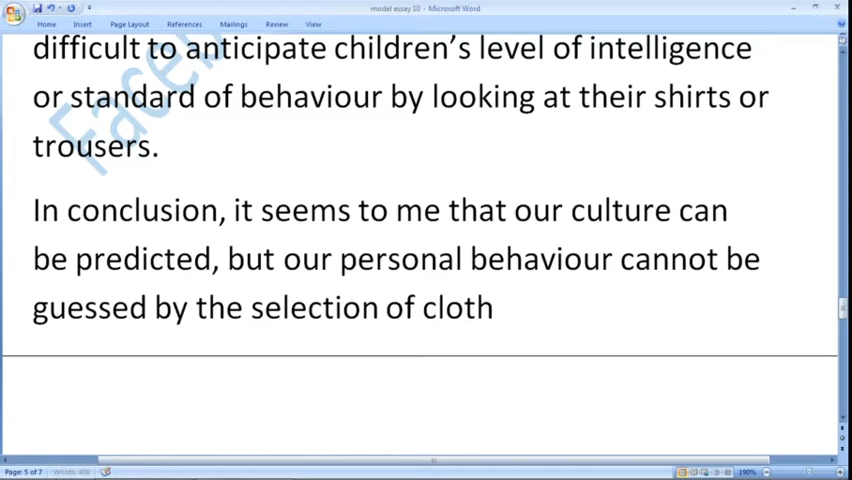 model essay 10 - Microsoft Word
Home Insert Page Layout References Mailings Review View
difficult to anticipate children's level of intelligence
or standard of behaviour by looking at their shirts or
trousers.
In conclusion, it seems to me that our culture can
be predicted, but our personal behaviour cannot be
guessed by the selection of cloth
Page: 5 of 7 Words: 408 190%